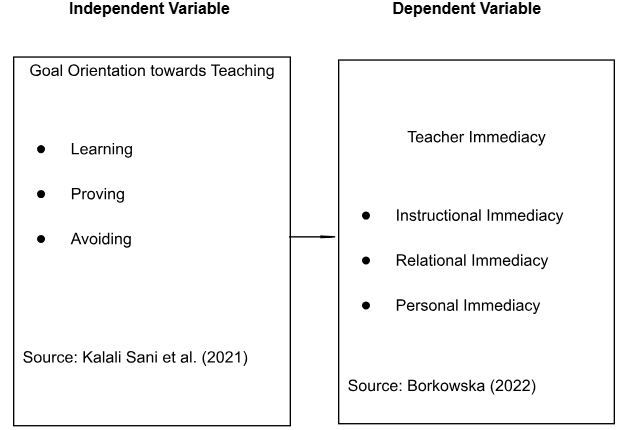 Independent Variable
Dependent Variable
Goal Orientation towards Teaching
● Learning
● Proving
● Avoiding
Source: Kalali Sani et al. (2021)
Teacher Immediacy
● Instructional Immediacy
● Relational Immediacy
● Personal Immediacy
Source: Borkowska (2022)